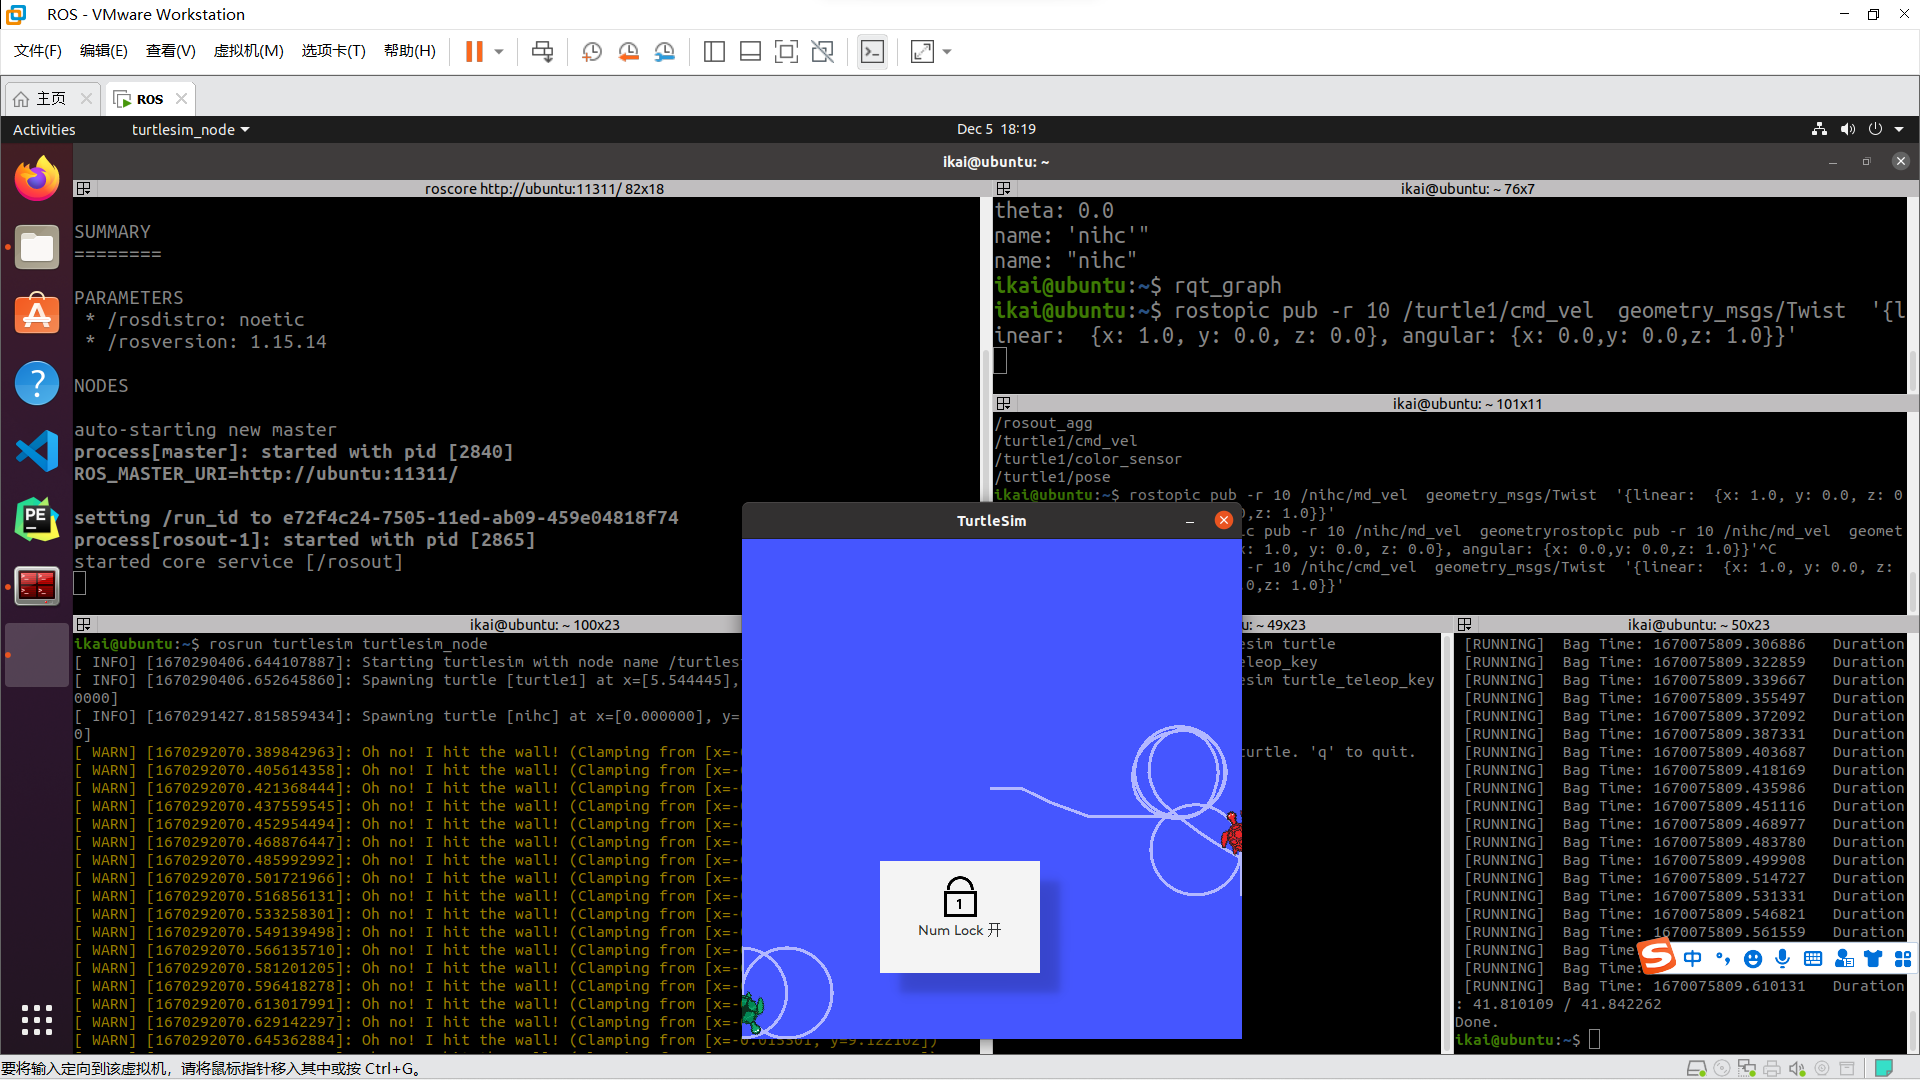 ROS - VMware Workstation
文件(F) 编辑(E) 查看(V) 虚拟机(M) 选项卡(T) 帮助(H)
主页 ROS
Activities turtlesim_node Dec 5 18:19
ikai@ubuntu: ~
roscore http://ubuntu:11311/ 82x18
SUMMARY
========
PARAMETERS
* /rosdistro: noetic
* /rosversion: 1.15.14
NODES
auto-starting new master
process[master]: started with pid [2840]
ROS_MASTER_URI=http://ubuntu:11311/
setting /run_id to e72f4c24-7505-11ed-ab09-459e04818f74
process[rosout-1]: started with pid [2865]
started core service [/rosout]
ikai@ubuntu: ~ 76x7
theta: 0.0
name: 'nihc'"
name: "nihc"
ikai@ubuntu:~$ rqt_graph
ikai@ubuntu:~$ rostopic pub -r 10 /turtle1/cmd_vel  geometry_msgs/Twist  '{l
inear:  {x: 1.0, y: 0.0, z: 0.0}, angular: {x: 0.0,y: 0.0,z: 1.0}}'
ikai@ubuntu: ~ 101x11
/rosout_agg
/turtle1/cmd_vel
/turtle1/color_sensor
/turtle1/pose
ikai@ubuntu:~$ rostopic pub -r 10 /nihc/md_vel  geometry_msgs/Twist  '{linear:  {x: 1.0, y: 0.0, z: 0
,z: 1.0}}'
ic pub -r 10 /nihc/md_vel  geometryrostopic pub -r 10 /nihc/md_vel  geomet
x: 1.0, y: 0.0, z: 0.0}, angular: {x: 0.0,y: 0.0,z: 1.0}}'^C
-r 10 /nihc/cmd_vel  geometry_msgs/Twist  '{linear:  {x: 1.0, y: 0.0, z:
0,z: 1.0}}'
TurtleSim
1
Num Lock 开
ikai@ubuntu: ~ 100x23
ikai@ubuntu:~$ rosrun turtlesim turtlesim_node
[ INFO] [1670290406.644107887]: Starting turtlesim with node name /turtles
[ INFO] [1670290406.652645860]: Spawning turtle [turtle1] at x=[5.544445],
0000]
[ INFO] [1670291427.815859434]: Spawning turtle [nihc] at x=[0.000000], y=
0]
[ WARN] [1670292070.389842963]: Oh no! I hit the wall! (Clamping from [x=-
[ WARN] [1670292070.405614358]: Oh no! I hit the wall! (Clamping from [x=-
[ WARN] [1670292070.421368444]: Oh no! I hit the wall! (Clamping from [x=-
[ WARN] [1670292070.437559545]: Oh no! I hit the wall! (Clamping from [x=-
[ WARN] [1670292070.452954494]: Oh no! I hit the wall! (Clamping from [x=-
[ WARN] [1670292070.468876447]: Oh no! I hit the wall! (Clamping from [x=-
[ WARN] [1670292070.485992992]: Oh no! I hit the wall! (Clamping from [x=-
[ WARN] [1670292070.501721966]: Oh no! I hit the wall! (Clamping from [x=-
[ WARN] [1670292070.516856131]: Oh no! I hit the wall! (Clamping from [x=-
[ WARN] [1670292070.533258301]: Oh no! I hit the wall! (Clamping from [x=-
[ WARN] [1670292070.549139498]: Oh no! I hit the wall! (Clamping from [x=-
[ WARN] [1670292070.566135710]: Oh no! I hit the wall! (Clamping from [x=-
[ WARN] [1670292070.581201205]: Oh no! I hit the wall! (Clamping from [x=-
[ WARN] [1670292070.596418278]: Oh no! I hit the wall! (Clamping from [x=-
[ WARN] [1670292070.613017991]: Oh no! I hit the wall! (Clamping from [x=-
[ WARN] [1670292070.629142297]: Oh no! I hit the wall! (Clamping from [x=-
[ WARN] [1670292070.645362884]: Oh no! I hit the wall! (Clamping from [x=-0.015501, y=9.122102])
u: ~ 49x23
esim turtle
eleop_key
esim turtle_teleop_key
turtle. 'q' to quit.
ikai@ubuntu: ~ 50x23
[RUNNING]  Bag Time: 1670075809.306886   Duration
[RUNNING]  Bag Time: 1670075809.322859   Duration
[RUNNING]  Bag Time: 1670075809.339667   Duration
[RUNNING]  Bag Time: 1670075809.355497   Duration
[RUNNING]  Bag Time: 1670075809.372092   Duration
[RUNNING]  Bag Time: 1670075809.387331   Duration
[RUNNING]  Bag Time: 1670075809.403687   Duration
[RUNNING]  Bag Time: 1670075809.418169   Duration
[RUNNING]  Bag Time: 1670075809.435986   Duration
[RUNNING]  Bag Time: 1670075809.451116   Duration
[RUNNING]  Bag Time: 1670075809.468977   Duration
[RUNNING]  Bag Time: 1670075809.483780   Duration
[RUNNING]  Bag Time: 1670075809.499908   Duration
[RUNNING]  Bag Time: 1670075809.514727   Duration
[RUNNING]  Bag Time: 1670075809.531331   Duration
[RUNNING]  Bag Time: 1670075809.546821   Duration
[RUNNING]  Bag Time: 1670075809.561559   Duration
[RUNNING]  Bag Time
[RUNNING]  Bag Time:
[RUNNING]  Bag Time: 1670075809.610131   Duration
: 41.810109 / 41.842262
Done.
ikai@ubuntu:~$
中
要将输入定向到该虚拟机，请将鼠标指针移入其中或按 Ctrl+G。